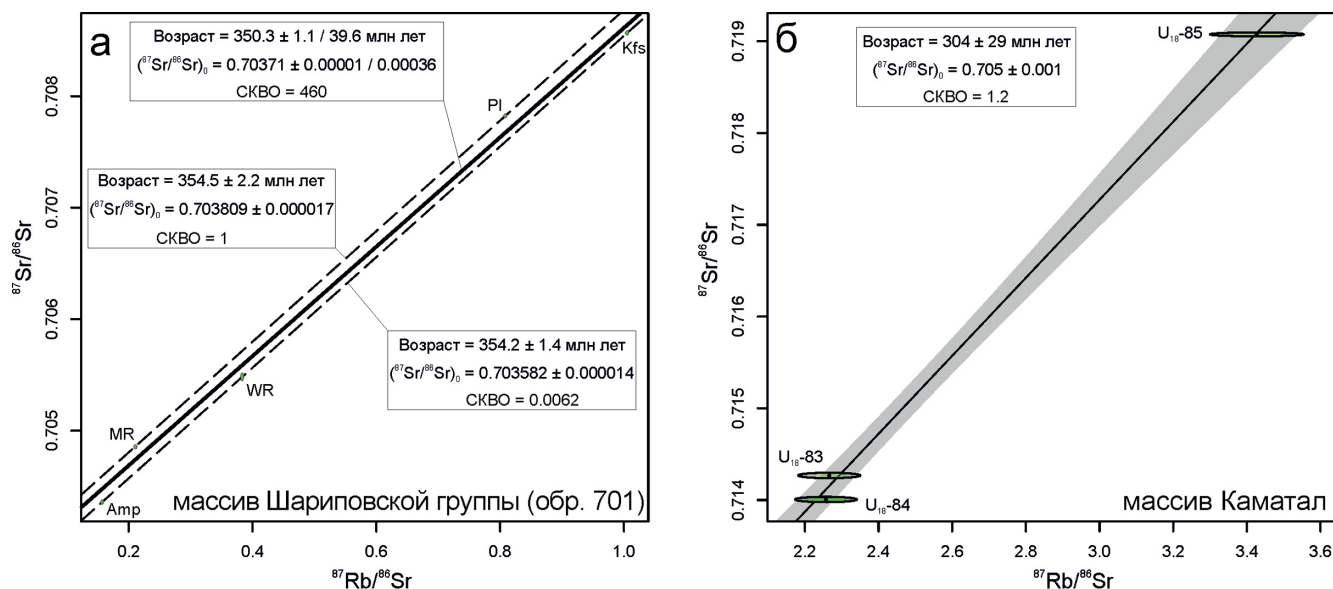 а
Возраст = 350.3 ± 1.1 / 39.6 млн лет
(⁸⁷Sr/⁸⁶Sr)₀ = 0.70371 ± 0.00001 / 0.00036
СКВО = 460
Kfs
Pl
Возраст = 354.5 ± 2.2 млн лет
(⁸⁷Sr/⁸⁶Sr)₀ = 0.703809 ± 0.000017
СКВО = 1
Возраст = 354.2 ± 1.4 млн лет
(⁸⁷Sr/⁸⁶Sr)₀ = 0.703582 ± 0.000014
СКВО = 0.0062
WR
MR
Amp
массив Шариповской группы (обр. 701)
0.708
0.707
0.706
0.705
⁸⁷Sr/⁸⁶Sr
0.2 0.4 0.6 0.8 1.0
⁸⁷Rb/⁸⁶Sr
б
Возраст = 304 ± 29 млн лет
(⁸⁷Sr/⁸⁶Sr)₀ = 0.705 ± 0.001
СКВО = 1.2
U₁₈-85
U₁₈-83
U₁₈-84
массив Каматал
0.719
0.718
0.717
0.716
0.715
0.714
⁸⁷Sr/⁸⁶Sr
2.2 2.4 2.6 2.8 3.0 3.2 3.4 3.6
⁸⁷Rb/⁸⁶Sr